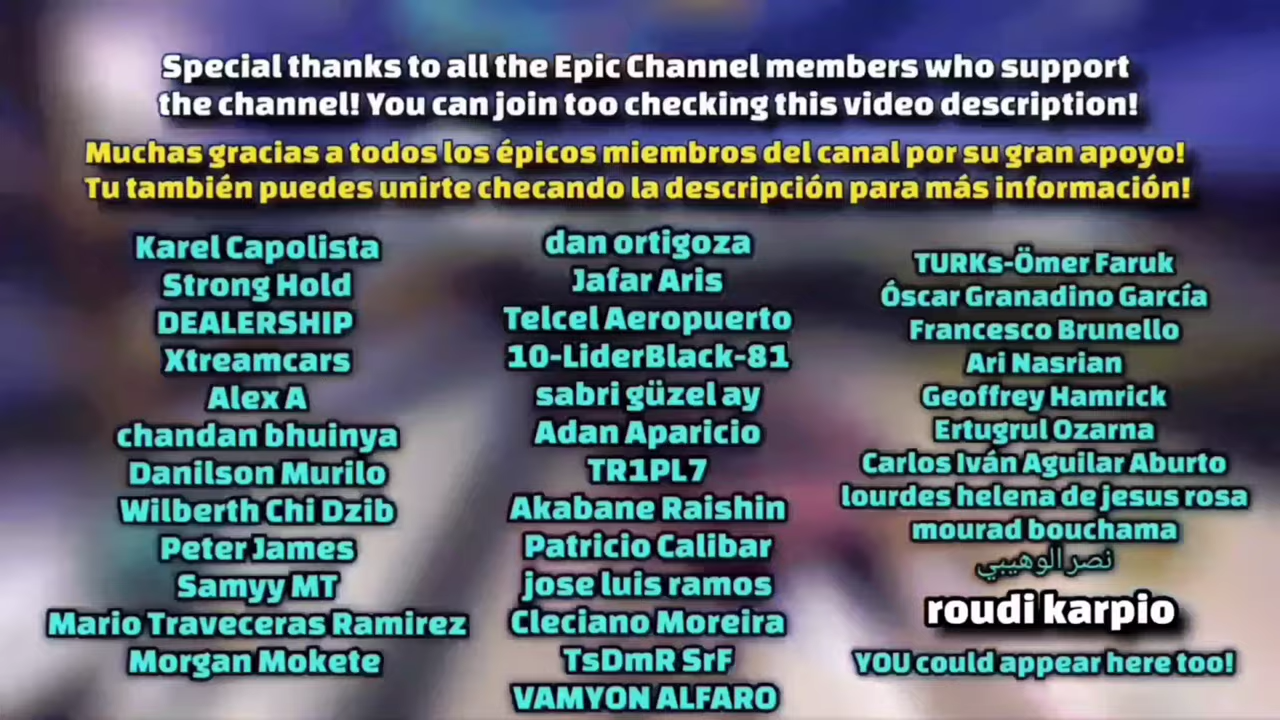 Special thanks to all the Epic Channel members who support
the channel! You can join too checking this video description!
Muchas gracias a todos los épicos miembros del canal por su gran apoyo!
Tu también puedes unirte checando la descripción para más información!
Karel Capolista
Strong Hold
DEALERSHIP
Xtreamcars
Alex A
chandan bhuinya
Danilson Murilo
Wilberth Chi Dzib
Peter James
Samyy MT
Mario Traveceras Ramirez
Morgan Mokete
dan ortigoza
Jafar Aris
Telcel Aeropuerto
10-LiderBlack-81
sabri güzel ay
Adan Aparicio
TR1PL7
Akabane Raishin
Patricio Calibar
jose luis ramos
Cleciano Moreira
TsDmR SrF
VAMYON ALFARO
TURKs-Ömer Faruk
Óscar Granadino García
Francesco Brunello
Ari Nasrian
Geoffrey Hamrick
Ertugrul Ozarna
Carlos Iván Aguilar Aburto
lourdes helena de jesus rosa
mourad bouchama
نصر الوهيبي
roudi karpio
YOU could appear here too!